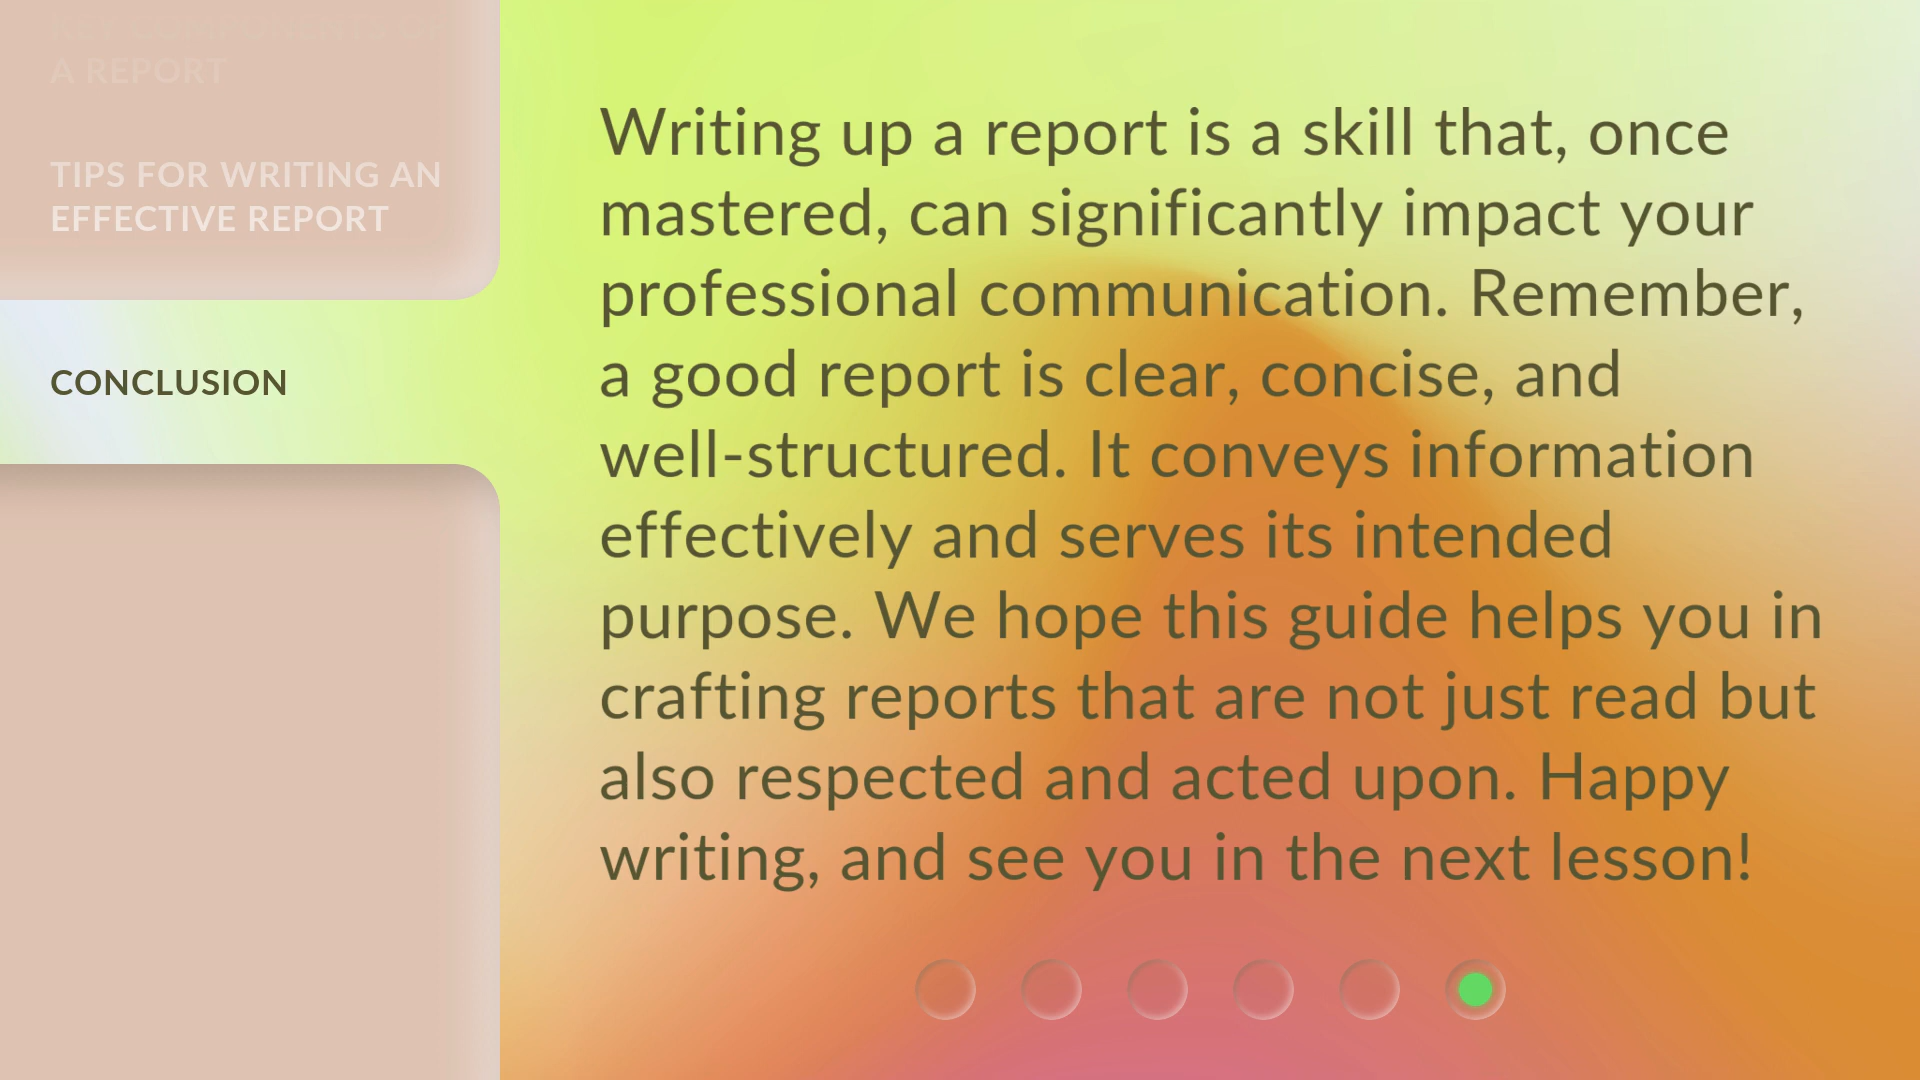 KEY COMPONENTS OF
A REPORT
TIPS FOR WRITING AN
EFFECTIVE REPORT
CONCLUSION
Writing up a report is a skill that, once
mastered, can significantly impact your
professional communication. Remember,
a good report is clear, concise, and
well-structured. It conveys information
effectively and serves its intended
purpose. We hope this guide helps you in
crafting reports that are not just read but
also respected and acted upon. Happy
writing, and see you in the next lesson!